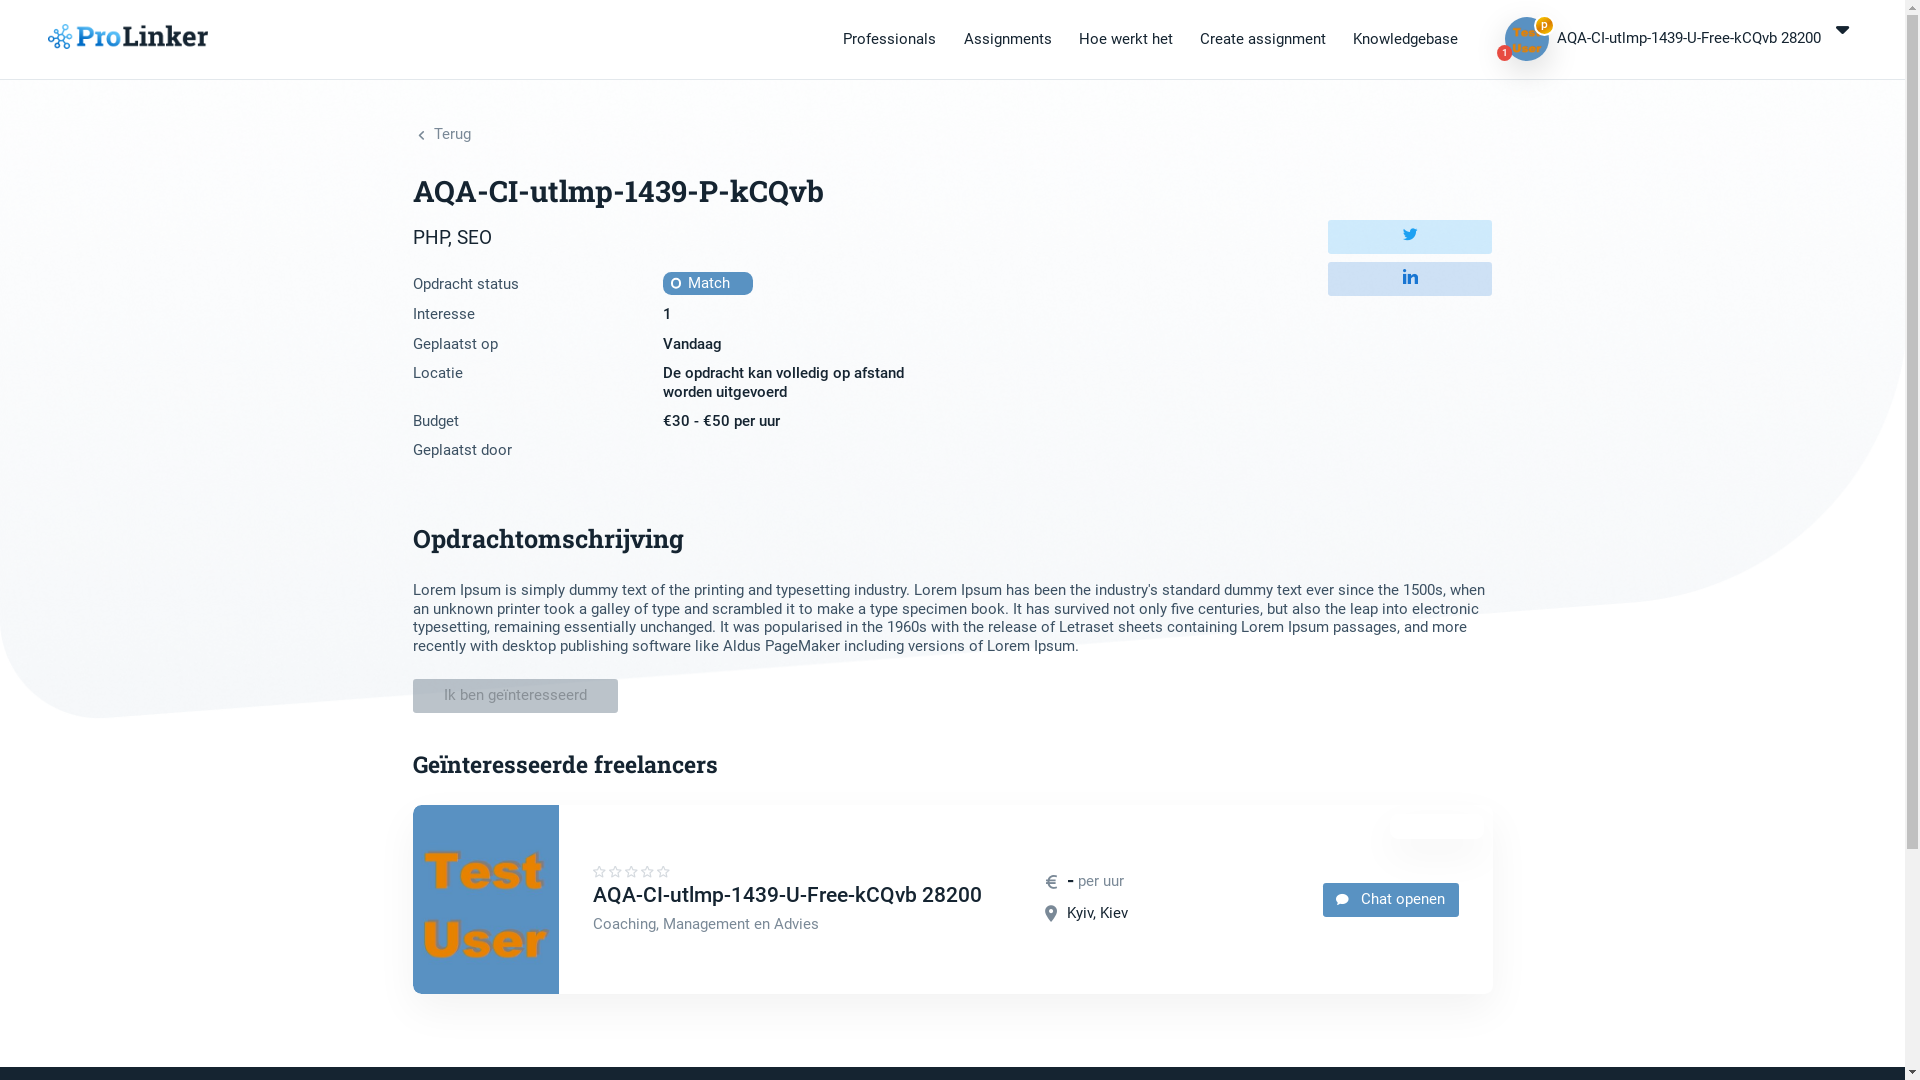 ProLinker
Professionals
Assignments
Hoe werkt het
Create assignment
Knowledgebase
Test
User
p
1
AQA-CI-utlmp-1439-U-Free-kCQvb 28200
Terug
AQA-CI-utlmp-1439-P-kCQvb
PHP, SEO
Opdracht status
Match
Interesse
1
Geplaatst op
Vandaag
Locatie
De opdracht kan volledig op afstand
worden uitgevoerd
Budget
€30 - €50 per uur
Geplaatst door
Opdrachtomschrijving
Lorem Ipsum is simply dummy text of the printing and typesetting industry. Lorem Ipsum has been the industry's standard dummy text ever since the 1500s, when
an unknown printer took a galley of type and scrambled it to make a type specimen book. It has survived not only five centuries, but also the leap into electronic
typesetting, remaining essentially unchanged. It was popularised in the 1960s with the release of Letraset sheets containing Lorem Ipsum passages, and more
recently with desktop publishing software like Aldus PageMaker including versions of Lorem Ipsum.
Ik ben geïnteresseerd
Geïnteresseerde freelancers
Test
User
AQA-CI-utlmp-1439-U-Free-kCQvb 28200
Coaching, Management en Advies
€ - per uur
Kyiv, Kiev
Chat openen